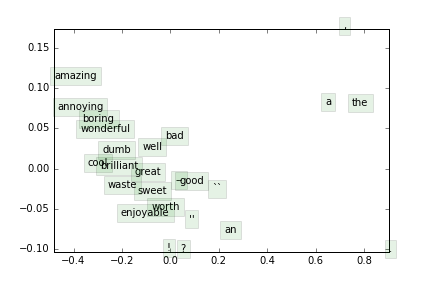 ,
0.15
amazing
0.10
annoying
a
the
boring
wonderful
0.05
bad
well
dumb
cool
brilliant
0.00
great
waste
good
``
sweet
worth
−0.05
enjoyable
''
an
!
?
−0.10
−0.4
−0.2
0.0
0.2
0.4
0.6
0.8